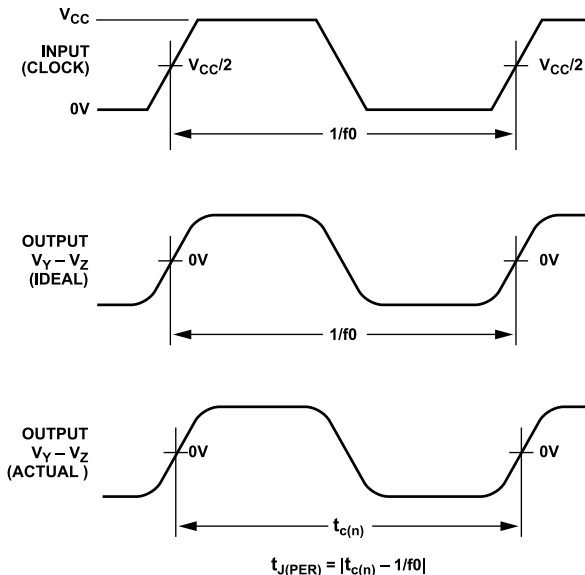 VCC
INPUT
(CLOCK)
VCC/2
VCC/2
0V
1/f0
OUTPUT
VY – VZ
(IDEAL)
0V
0V
1/f0
OUTPUT
VY – VZ
(ACTUAL )
0V
0V
tc(n)
tJ(PER) = |tc(n) – 1/f0|